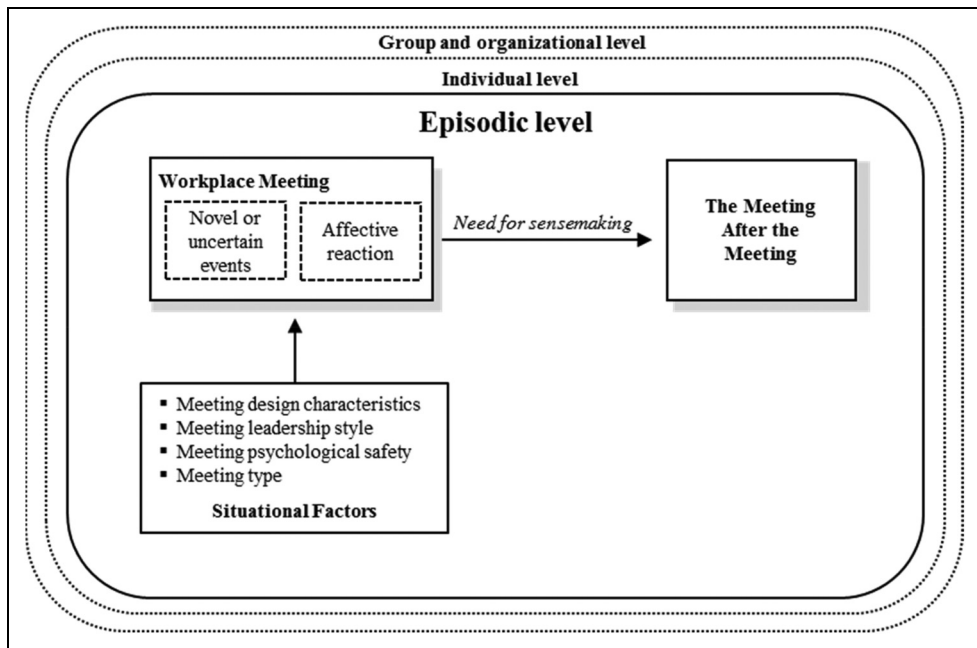 Group and organizational level
Individual level
Episodic level
Workplace Meeting
Novel or
uncertain
events
Affective
reaction
Need for sensemaking
The Meeting
After the
Meeting
▪ Meeting design characteristics
▪ Meeting leadership style
▪ Meeting psychological safety
▪ Meeting type
Situational Factors